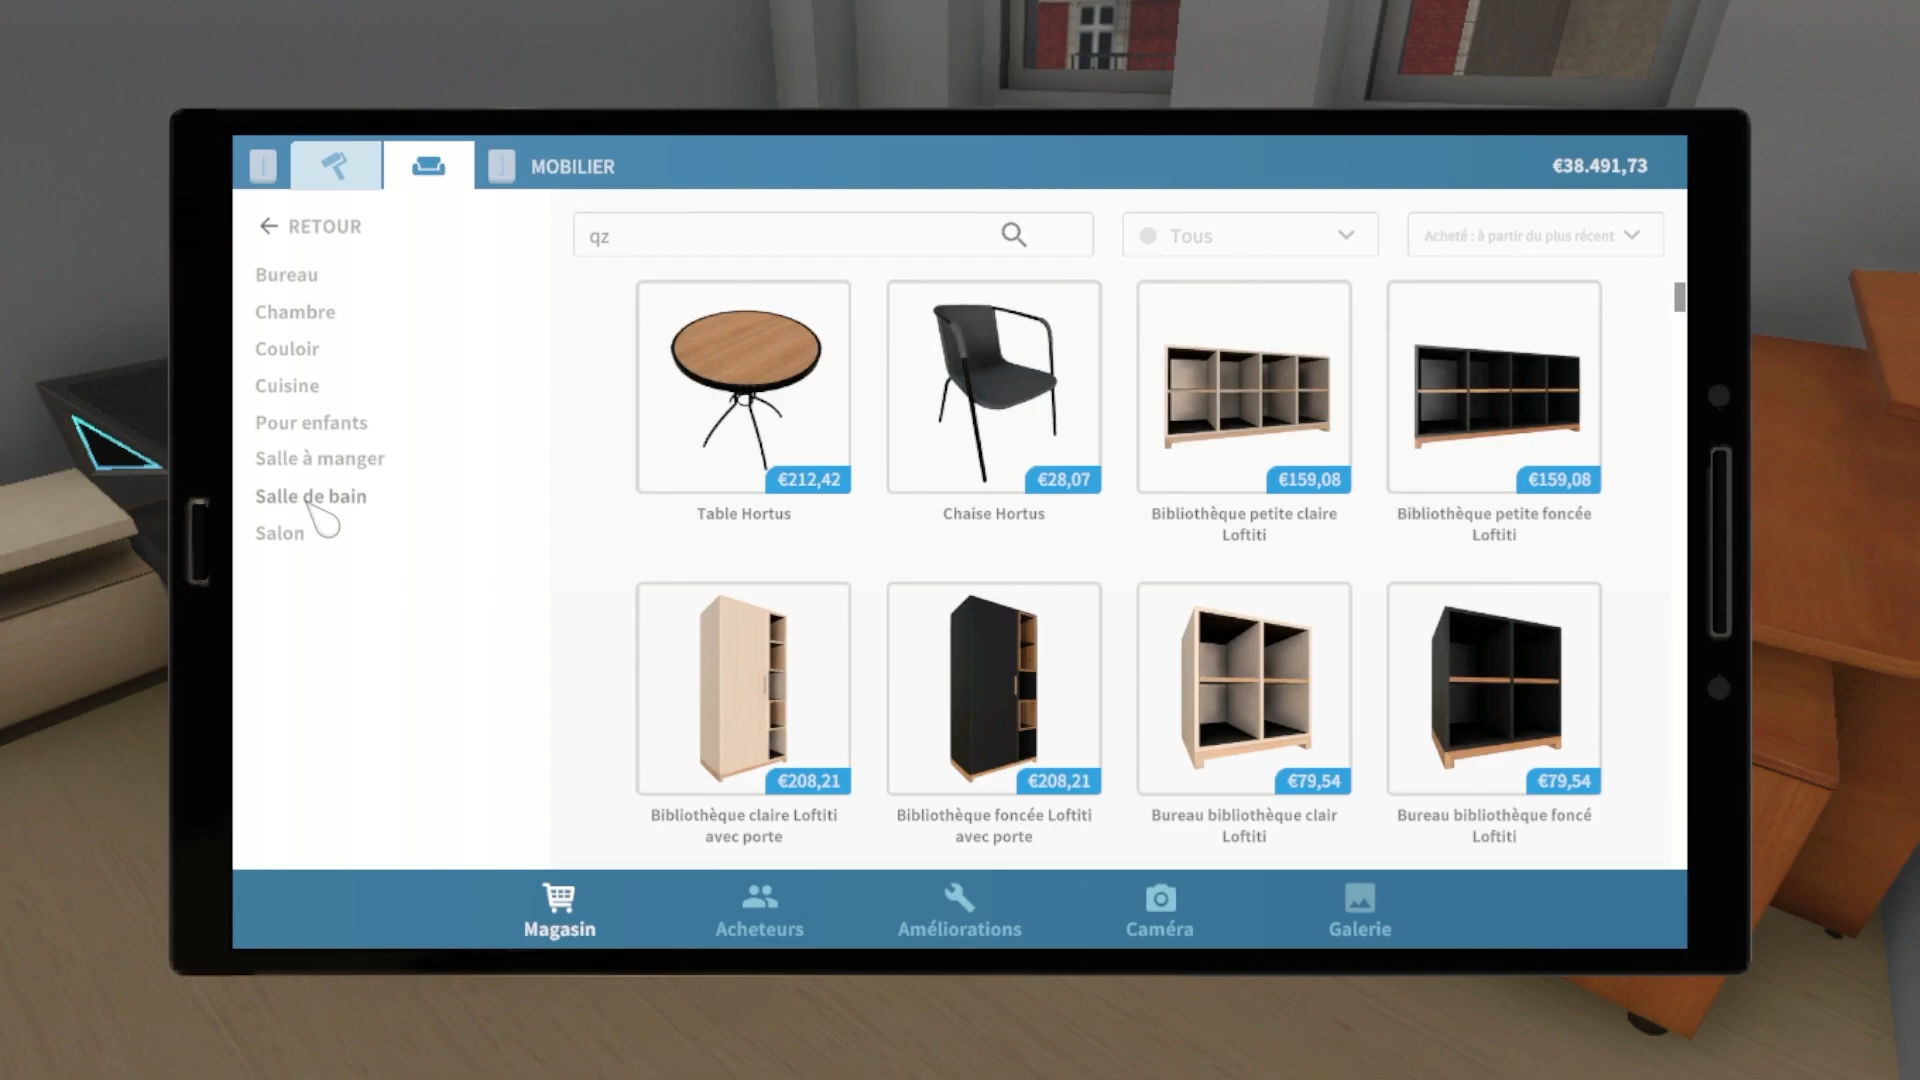 MOBILIER
€38.491,73
RETOUR
Bureau
Chambre
Couloir
Cuisine
Pour enfants
Salle à manger
Salle de bain
Salon
qz
Tous
Acheté : à partir du plus récent
€212,42
€28,07
€159,08
€159,08
Table Hortus
Chaise Hortus
Bibliothèque petite claire
Loftiti
Bibliothèque petite foncée
Loftiti
€208,21
€208,21
€79,54
€79,54
Bibliothèque claire Loftiti
avec porte
Bibliothèque foncée Loftiti
avec porte
Bureau bibliothèque clair
Loftiti
Bureau bibliothèque foncé
Loftiti
Magasin
Acheteurs
Améliorations
Caméra
Galerie